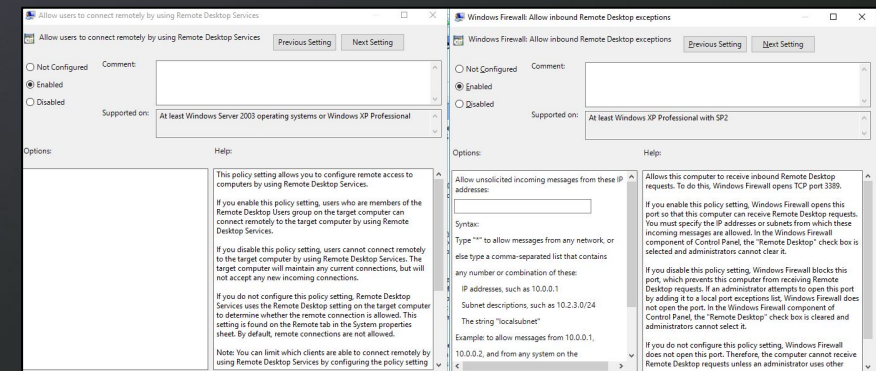 Allow users to connect remotely by using Remote Desktop Services
Allow users to connect remotely by using Remote Desktop Services
Previous Setting
Next Setting
Not Configured
Comment:
Enabled
Disabled
Supported on:
At least Windows Server 2003 operating systems or Windows XP Professional
Options:
Help:
This policy setting allows you to configure remote access to
computers by using Remote Desktop Services.
If you enable this policy setting, users who are members of the
Remote Desktop Users group on the target computer can
connect remotely to the target computer by using Remote
Desktop Services.
If you disable this policy setting, users cannot connect remotely
to the target computer by using Remote Desktop Services. The
target computer will maintain any current connections, but will
not accept any new incoming connections.
If you do not configure this policy setting, Remote Desktop
Services uses the Remote Desktop setting on the target computer
to determine whether the remote connection is allowed. This
setting is found on the Remote tab in the System properties
sheet. By default, remote connections are not allowed.
Note: You can limit which clients are able to connect remotely by
using Remote Desktop Services by configuring the policy setting
Windows Firewall: Allow inbound Remote Desktop exceptions
Windows Firewall: Allow inbound Remote Desktop exceptions
Previous Setting
Next Setting
Not Configured
Comment:
Enabled
Disabled
Supported on:
At least Windows XP Professional with SP2
Options:
Help:
Allow unsolicited incoming messages from these IP
addresses:
Syntax:
Type "*" to allow messages from any network, or
else type a comma-separated list that contains
any number or combination of these:
IP addresses, such as 10.0.0.1
Subnet descriptions, such as 10.2.3.0/24
The string "localsubnet"
Example: to allow messages from 10.0.0.1,
10.0.0.2, and from any system on the
Allows this computer to receive inbound Remote Desktop
requests. To do this, Windows Firewall opens TCP port 3389.
If you enable this policy setting, Windows Firewall opens this
port so that this computer can receive Remote Desktop requests.
You must specify the IP addresses or subnets from which these
incoming messages are allowed. In the Windows Firewall
component of Control Panel, the "Remote Desktop" check box is
selected and administrators cannot clear it.
If you disable this policy setting, Windows Firewall blocks this
port, which prevents this computer from receiving Remote
Desktop requests. If an administrator attempts to open this port
by adding it to a local port exceptions list, Windows Firewall does
not open the port. In the Windows Firewall component of
Control Panel, the "Remote Desktop" check box is cleared and
administrators cannot select it.
If you do not configure this policy setting, Windows Firewall
does not open this port. Therefore, the computer cannot receive
Remote Desktop requests unless an administrator uses other